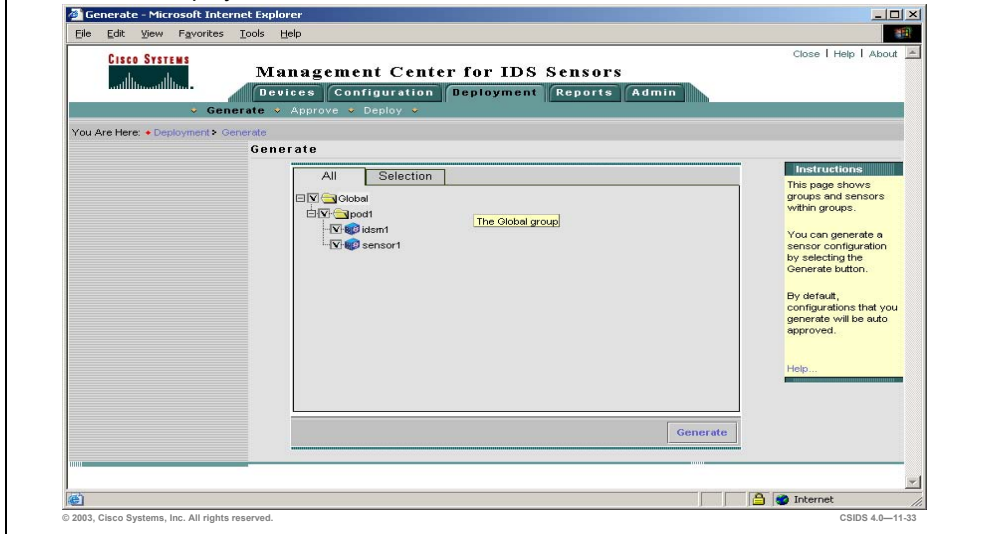 Generate - Microsoft Internet Explorer
File Edit View Favorites Tools Help
Close | Help | About
CISCO SYSTEMS
Management Center for IDS Sensors
Devices Configuration Deployment Reports Admin
Generate Approve Deploy
You Are Here: Deployment > Generate
Generate
All Selection
Global
pod1
idsm1
sensor1
The Global group
Instructions
This page shows
groups and sensors
within groups.
You can generate a
sensor configuration
by selecting the
Generate button.
By default,
configurations that you
generate will be auto
approved.
Help...
Generate
Internet
© 2003, Cisco Systems, Inc. All rights reserved.
CSIDS 4.0—11-33